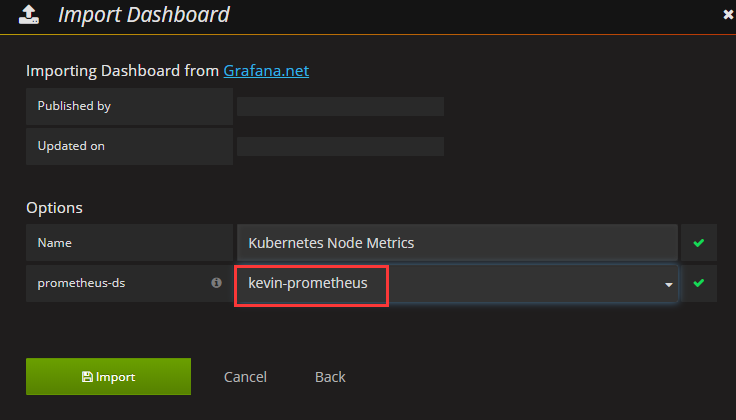 Import Dashboard
Importing Dashboard from Grafana.net
Published by
Updated on
Options
Name Kubernetes Node Metrics
prometheus-ds kevin-prometheus
Import Cancel Back